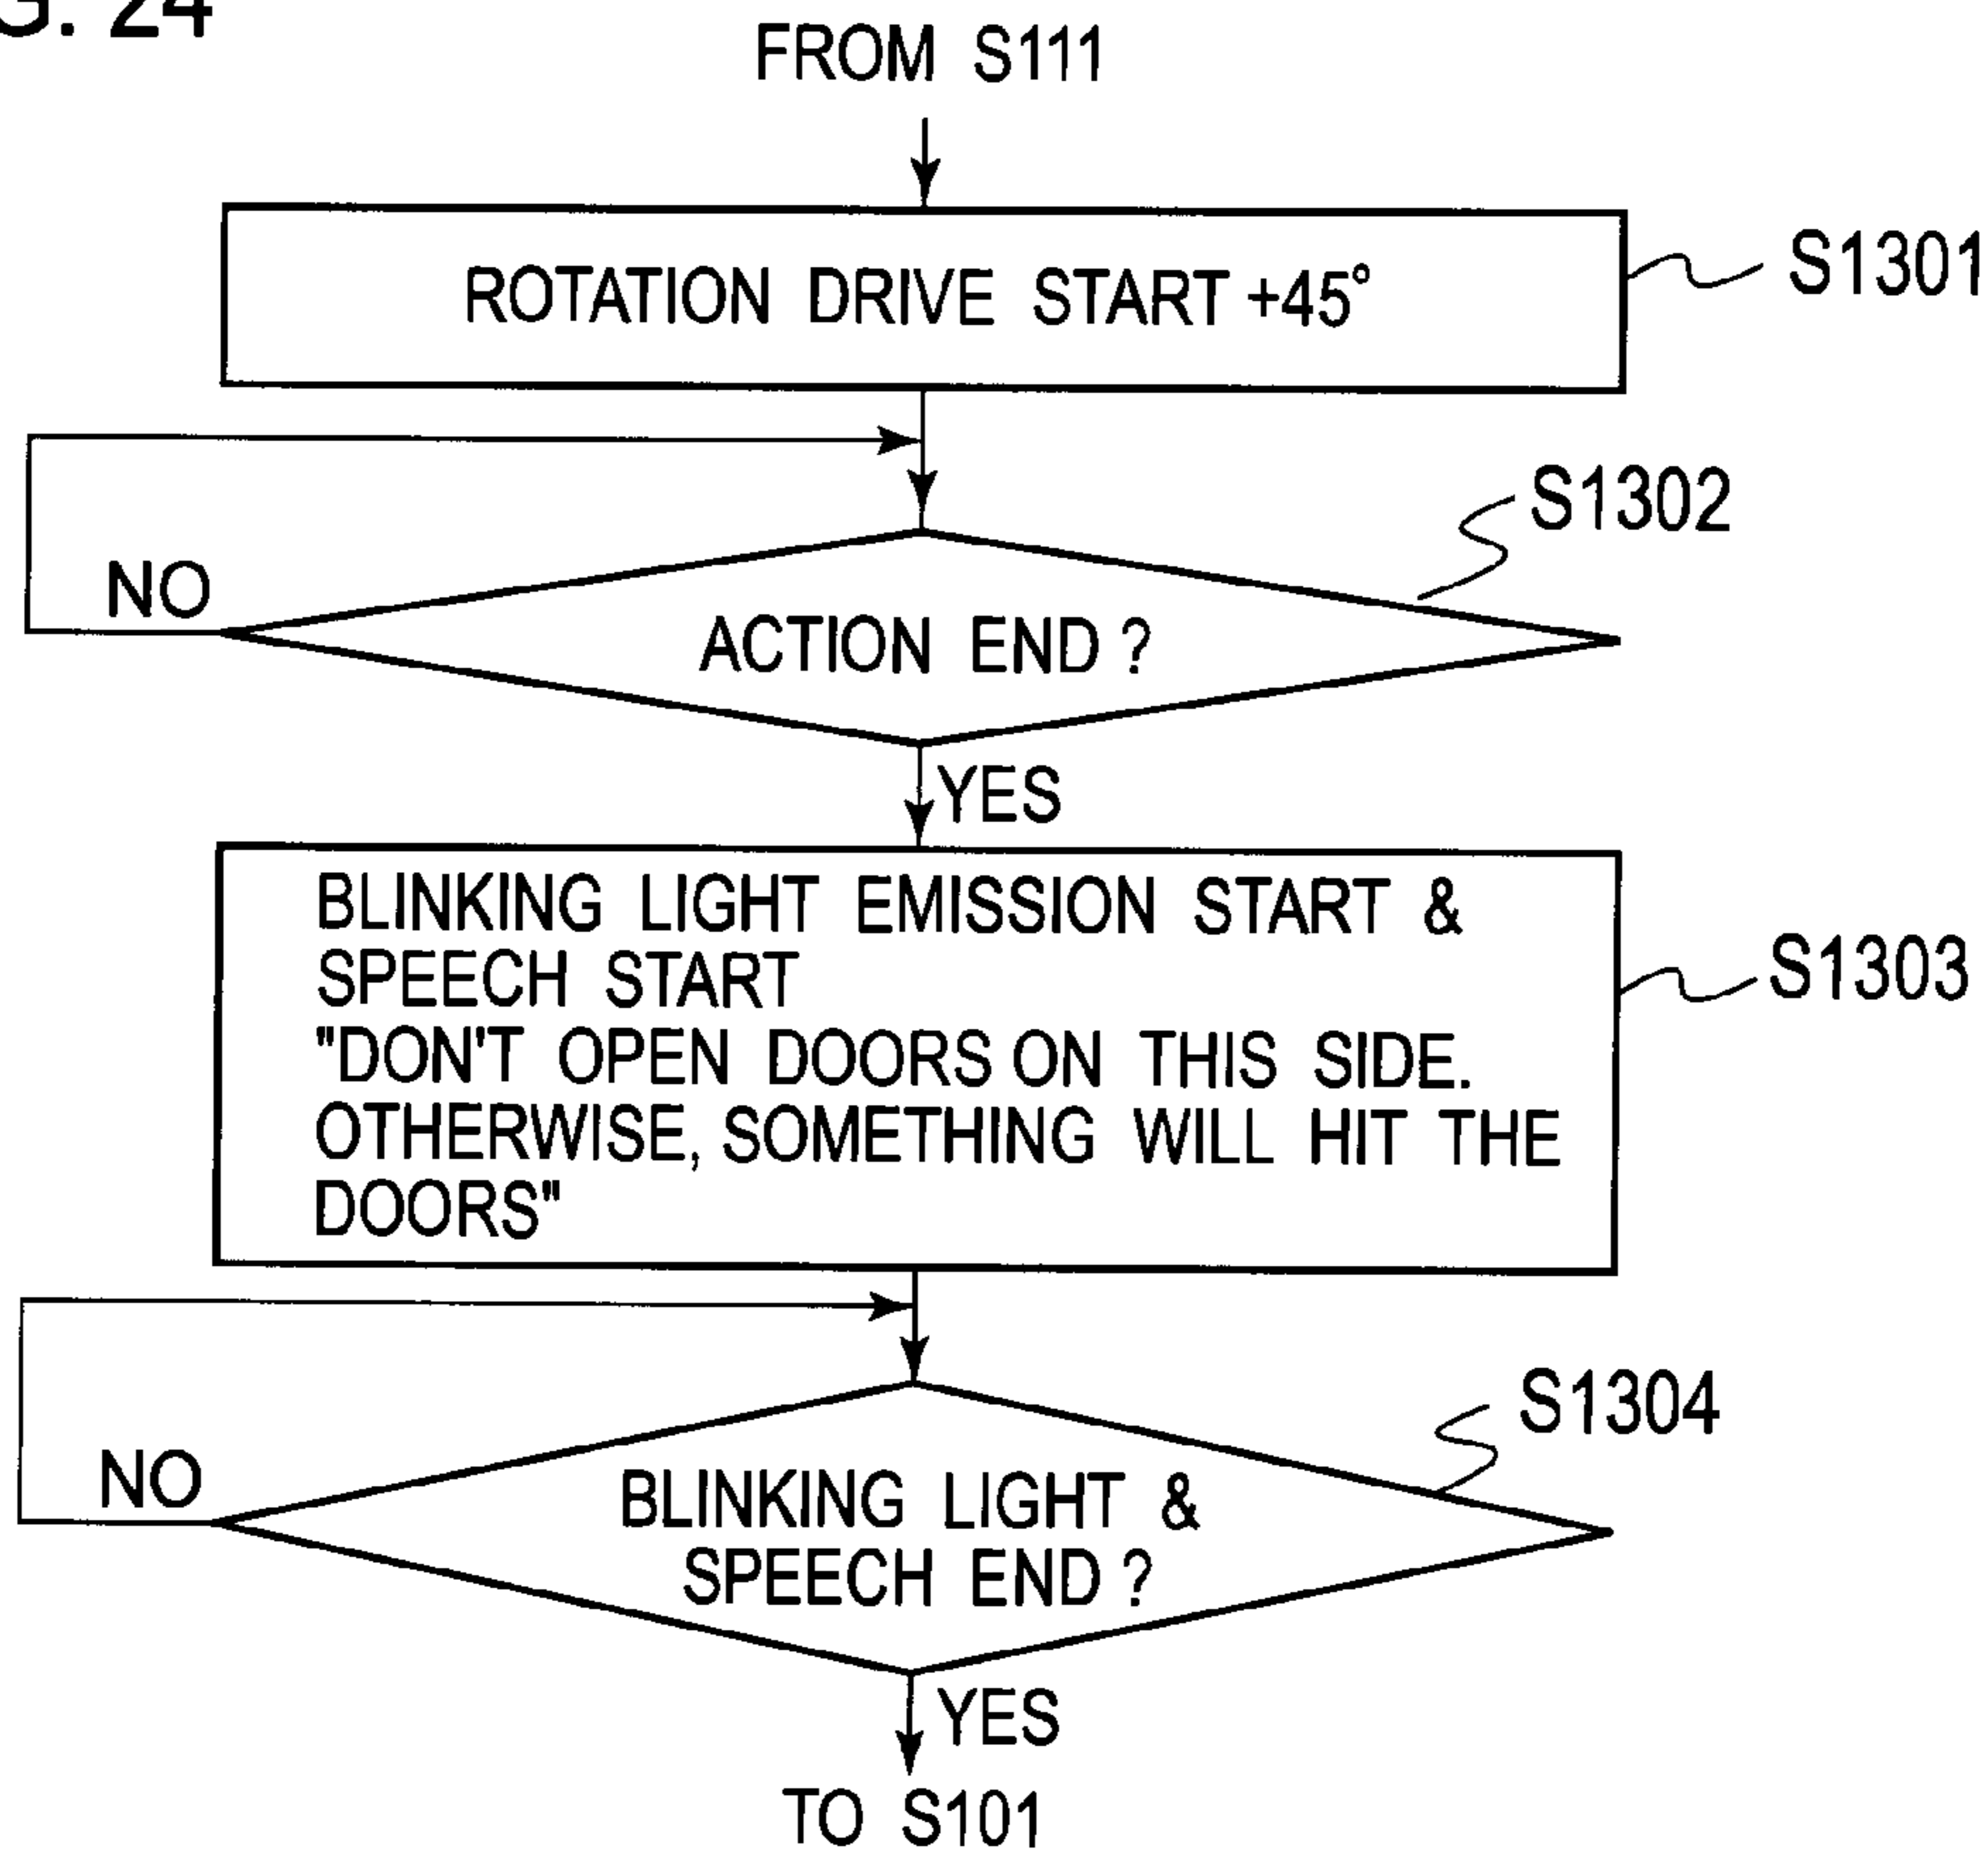 G. 24
FROM S111
ROTATION DRIVE START +45°
S1301
S1302
NO
ACTION END ?
YES
BLINKING LIGHT EMISSION START &
SPEECH START
"DON'T OPEN DOORS ON THIS SIDE.
OTHERWISE, SOMETHING WILL HIT THE
DOORS"
S1303
S1304
NO
BLINKING LIGHT &
SPEECH END ?
YES
TO S101